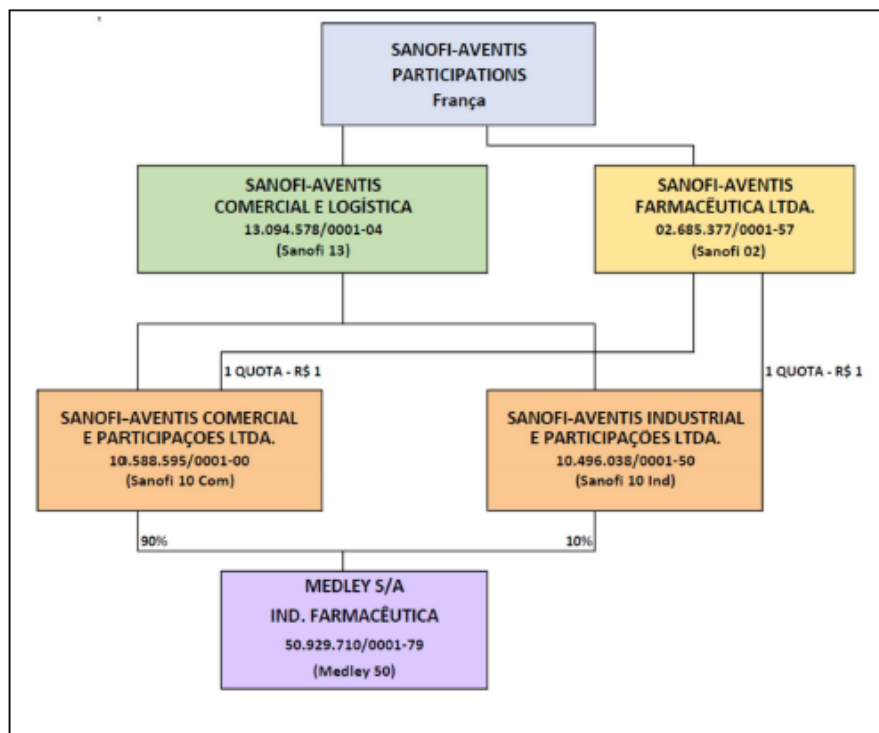 SANOFI-AVENTIS
PARTICIPATIONS
França
SANOFI-AVENTIS
COMERCIAL E LOGÍSTICA
13.094.578/0001-04
(Sanofi 13)
SANOFI-AVENTIS
FARMACÊUTICA LTDA.
02.685.377/0001-57
(Sanofi 02)
1 QUOTA - R$ 1
1 QUOTA - R$ 1
SANOFI-AVENTIS COMERCIAL
E PARTICIPAÇOES LTDA.
10.588.595/0001-00
(Sanofi 10 Com)
SANOFI-AVENTIS INDUSTRIAL
E PARTICIPAÇÕES LTDA.
10.496.038/0001-50
(Sanofi 10 Ind)
90%
10%
MEDLEY S/A
IND. FARMACÊUTICA
50.929.710/0001-79
(Medley 50)